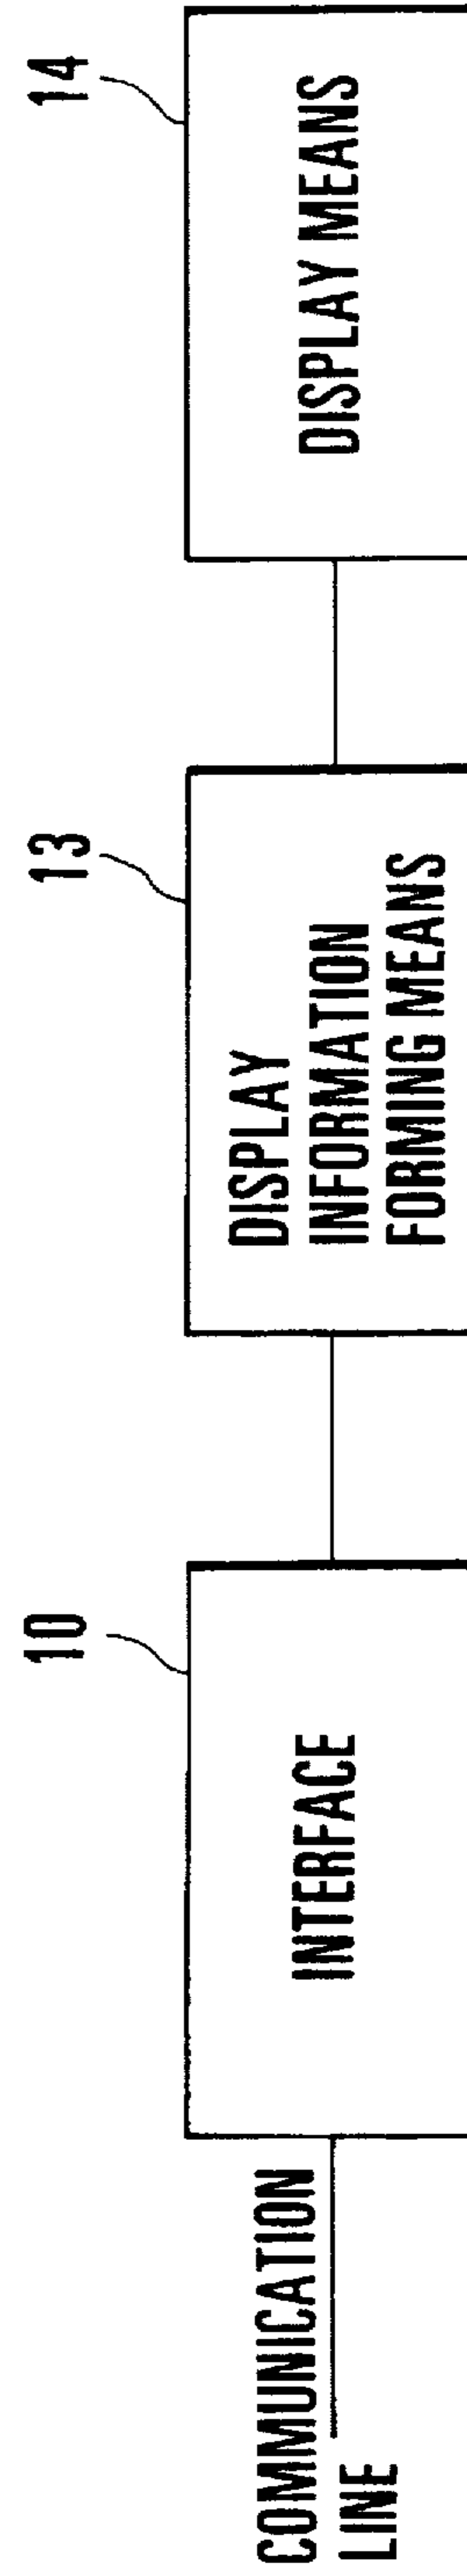 COMMUNICATION
LINE
10
INTERFACE
13
DISPLAY
INFORMATION
FORMING MEANS
14
DISPLAY MEANS